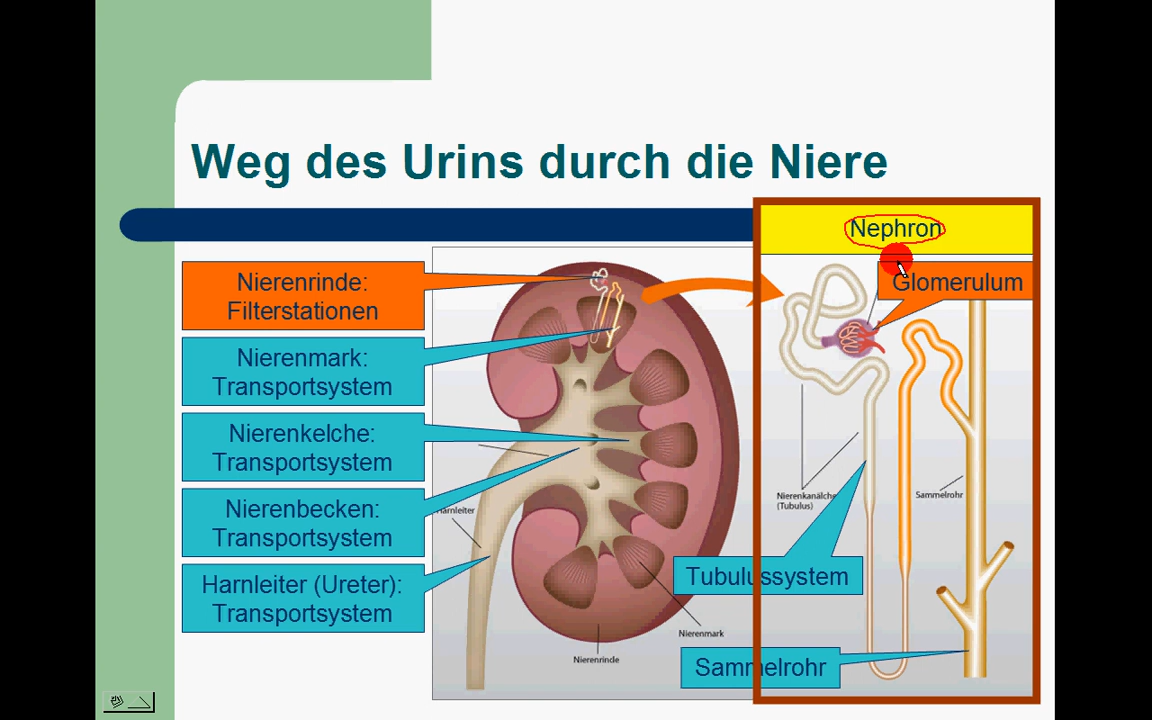 Weg des Urins durch die Niere
Nierenrinde:
Filterstationen
Nierenmark:
Transportsystem
Nierenkelche:
Transportsystem
Nierenbecken:
Transportsystem
Harnleiter (Ureter):
Transportsystem
Harnleiter
Nierenmark
Nierenrinde
Nephron
Glomerulum
Nierenkanälche
(Tubulus)
Sammelrohr
Tubulussystem
Sammelrohr